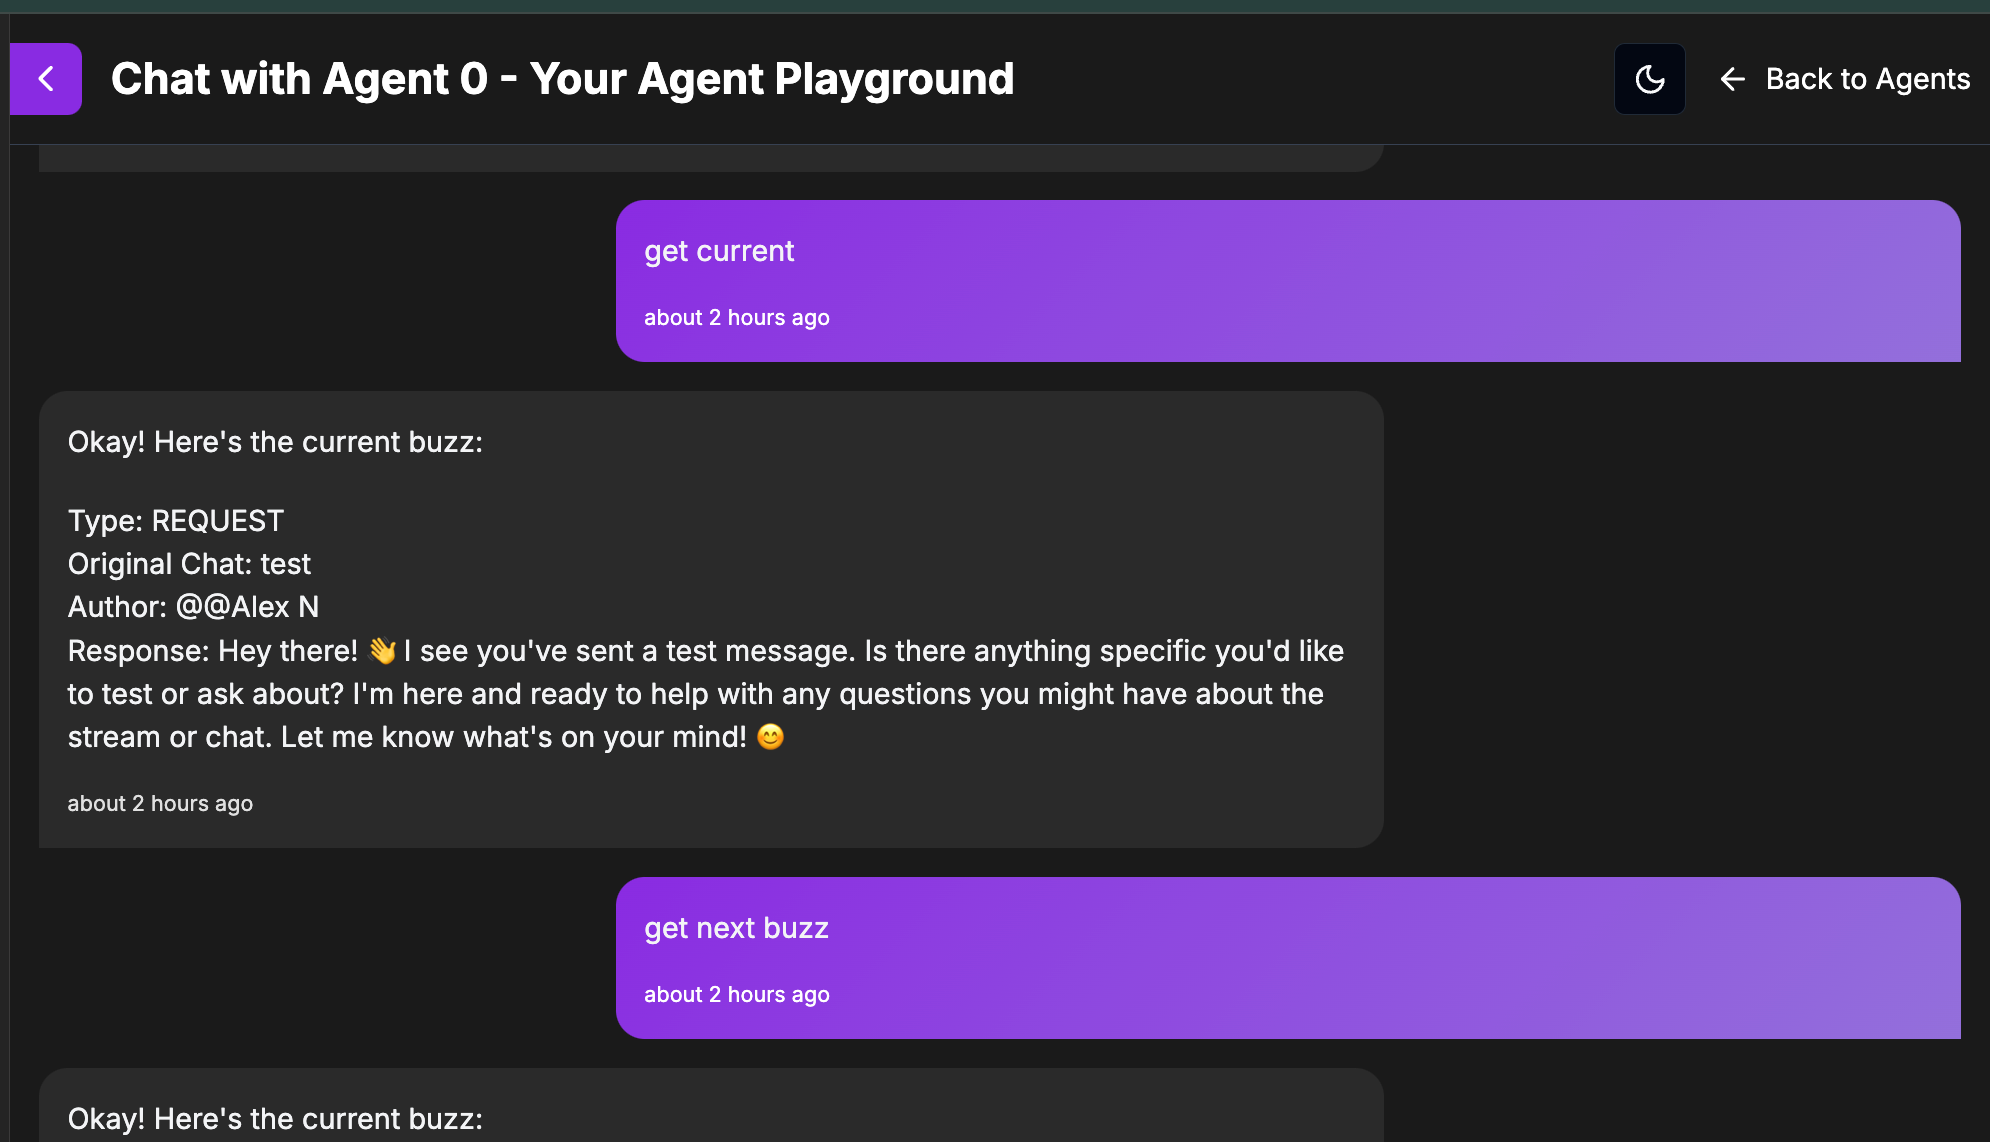 Chat with Agent 0 - Your Agent Playground
Back to Agents
get current
about 2 hours ago
Okay! Here's the current buzz:
Type: REQUEST
Original Chat: test
Author: @@Alex N
Response: Hey there! 👋 I see you've sent a test message. Is there anything specific you'd like
to test or ask about? I'm here and ready to help with any questions you might have about the
stream or chat. Let me know what's on your mind! 😊
about 2 hours ago
get next buzz
about 2 hours ago
Okay! Here's the current buzz: